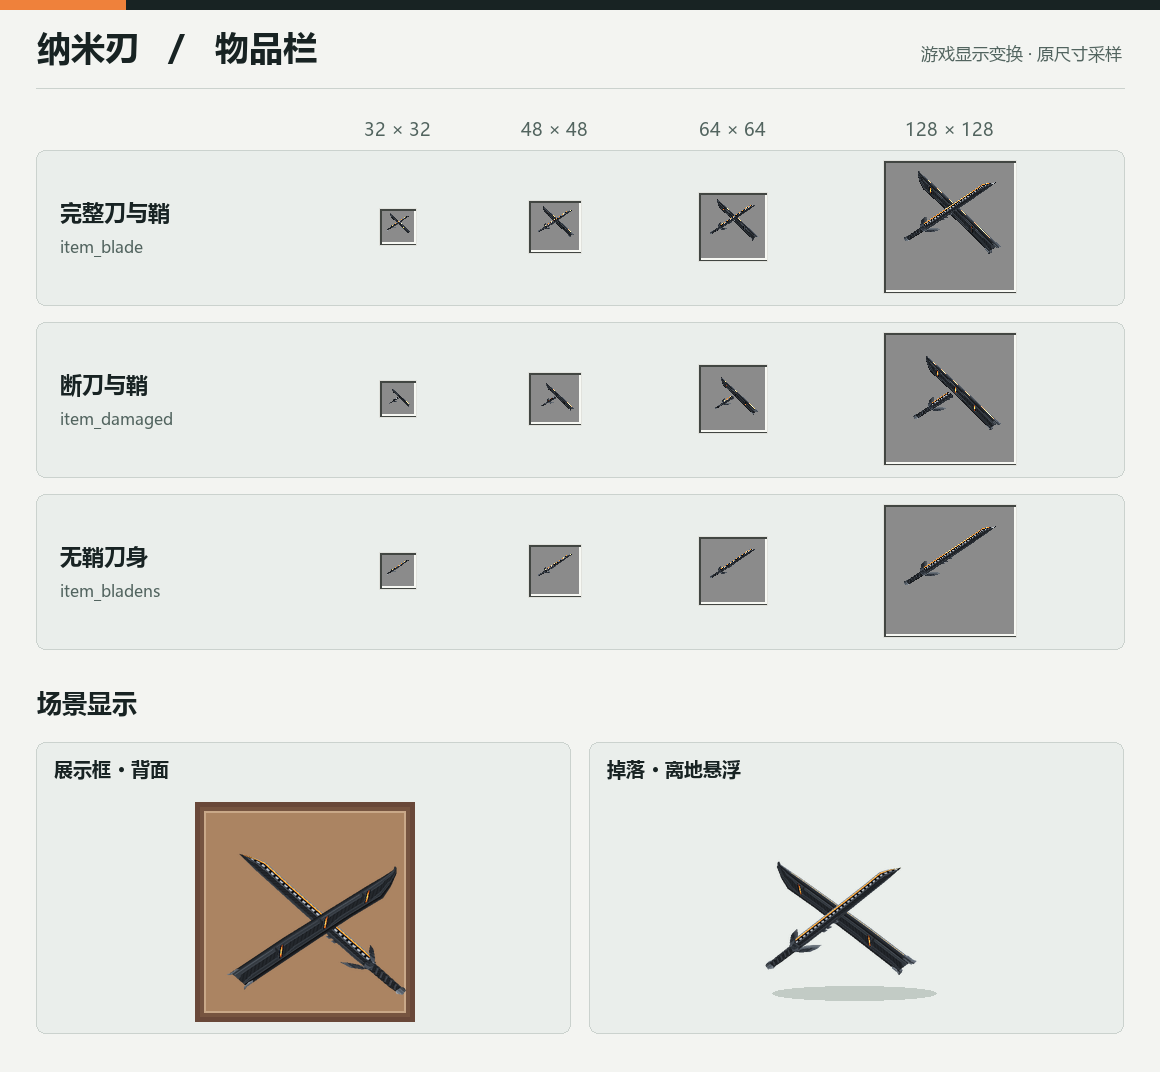 纳米刃 / 物品栏
游戏显示变换 · 原尺寸采样
32 × 32
48 × 48
64 × 64
128 × 128
完整刀与鞘
item_blade
断刀与鞘
item_damaged
无鞘刀身
item_bladens
场景显示
展示框 · 背面
掉落 · 离地悬浮